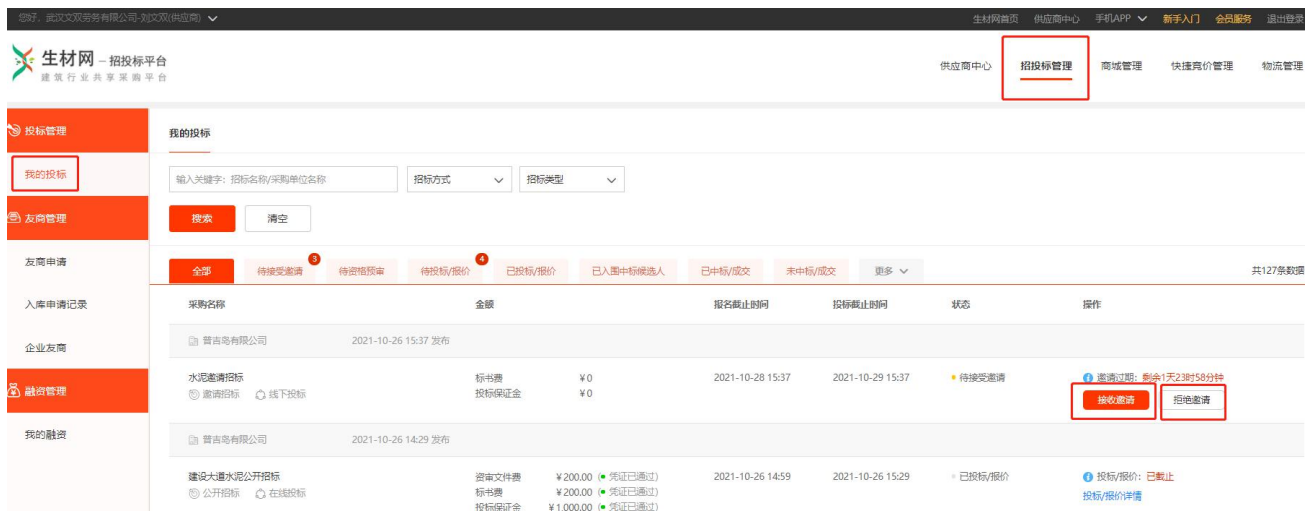 您好，武汉文双劳务有限公司-刘文双(供应商) 生材网首页 供应商中心 手机APP 新手入门 会员服务 退出登录
生材网 – 招投标平台
建筑行业共享采购平台
供应商中心 招投标管理 商城管理 快捷竞价管理 物流管理
投标管理
我的投标
友商管理
友商申请
入库申请记录
企业友商
融资管理
我的融资
我的投标
输入关键字：招标名称/采购单位名称 招标方式 招标类型
搜索 清空
全部 待接受邀请 3 待资格预审 待投标/报价 4 已投标/报价 已入围中标候选人 已中标/成交 未中标/成交 更多 共127条数据
采购名称 金额 报名截止时间 投标截止时间 状态 操作
普吉岛有限公司 2021-10-26 15:37 发布
水泥邀请招标 标书费 ¥0 2021-10-28 15:37 2021-10-29 15:37 待接受邀请 邀请过期：剩余1天23时58分钟
邀请招标 线下投标 投标保证金 ¥0 接收邀请 拒绝邀请
普吉岛有限公司 2021-10-26 14:29 发布
建设大道水泥公开招标 资审文件费 ¥200.00 (凭证已通过) 2021-10-26 14:59 2021-10-26 15:29 已投标/报价 投标/报价：已截止
公开招标 在线投标 标书费 ¥200.00 (凭证已通过) 投标/报价详情
投标保证金 ¥1,000.00 (凭证已通过)